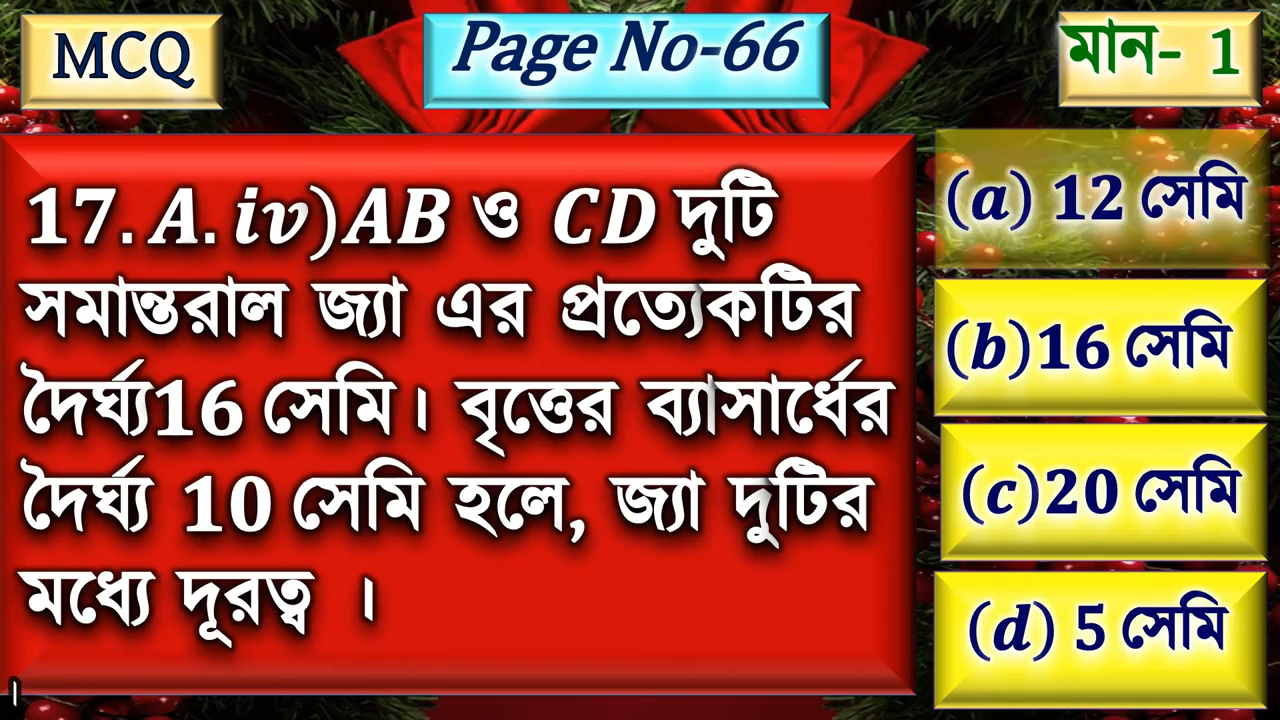 MCQ
Page No-66
মান- 1
17. A. iv)AB ও CD দুটি
সমান্তরাল জ্যা এর প্রত্যেকটির
দৈর্ঘ্য16 সেমি। বৃত্তের ব্যাসার্ধের
দৈর্ঘ্য 10 সেমি হলে, জ্যা দুটির
মধ্যে দূরত্ব ।
(a) 12 সেমি
(b)16 সেমি
(c)20 সেমি
(d) 5 সেমি
।